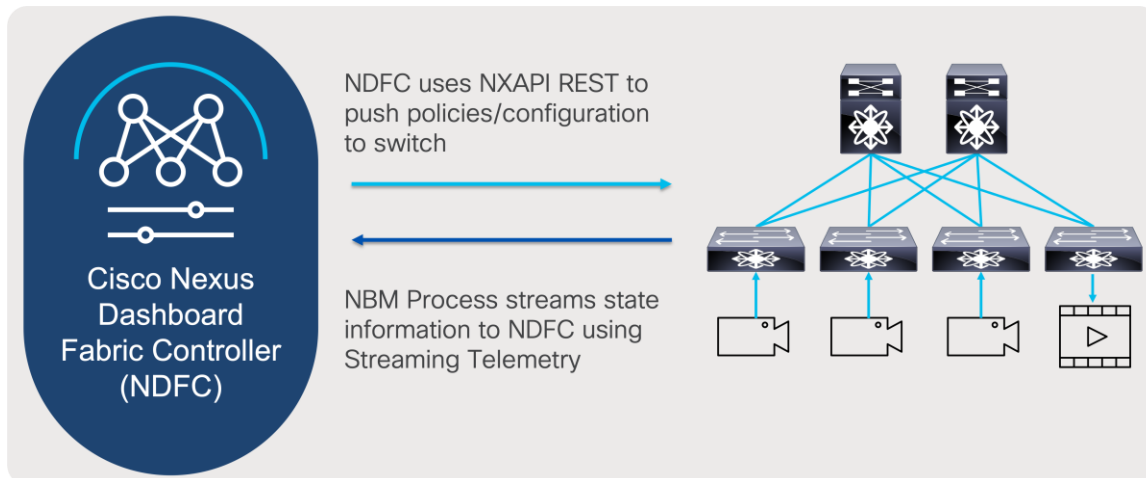 NDFC uses NXAPI REST to
push policies/configuration
to switch
Cisco Nexus
Dashboard
Fabric Controller
(NDFC)
NBM Process streams state
information to NDFC using
Streaming Telemetry